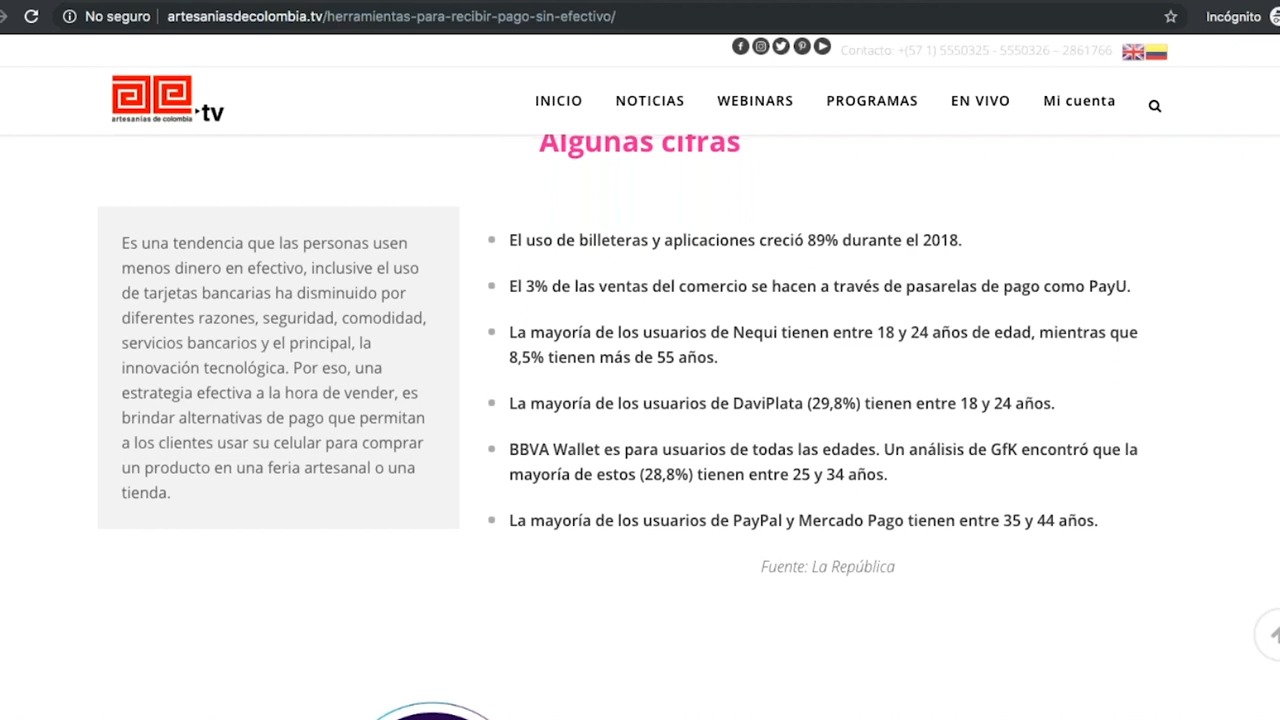 No seguro
artesaniasdecolombia.tv/herramientas-para-recibir-pago-sin-efectivo/
Incógnito
Contacto: +(57 1) 5550325 - 5550326 – 2861766
artesanías de colombia
tv
INICIO
NOTICIAS
WEBINARS
PROGRAMAS
EN VIVO
Mi cuenta
Algunas cifras
Es una tendencia que las personas usen
menos dinero en efectivo, inclusive el uso
de tarjetas bancarias ha disminuido por
diferentes razones, seguridad, comodidad,
servicios bancarios y el principal, la
innovación tecnológica. Por eso, una
estrategia efectiva a la hora de vender, es
brindar alternativas de pago que permitan
a los clientes usar su celular para comprar
un producto en una feria artesanal o una
tienda.
El uso de billeteras y aplicaciones creció 89% durante el 2018.
El 3% de las ventas del comercio se hacen a través de pasarelas de pago como PayU.
La mayoría de los usuarios de Nequi tienen entre 18 y 24 años de edad, mientras que
8,5% tienen más de 55 años.
La mayoría de los usuarios de DaviPlata (29,8%) tienen entre 18 y 24 años.
BBVA Wallet es para usuarios de todas las edades. Un análisis de GfK encontró que la
mayoría de estos (28,8%) tienen entre 25 y 34 años.
La mayoría de los usuarios de PayPal y Mercado Pago tienen entre 35 y 44 años.
Fuente: La República